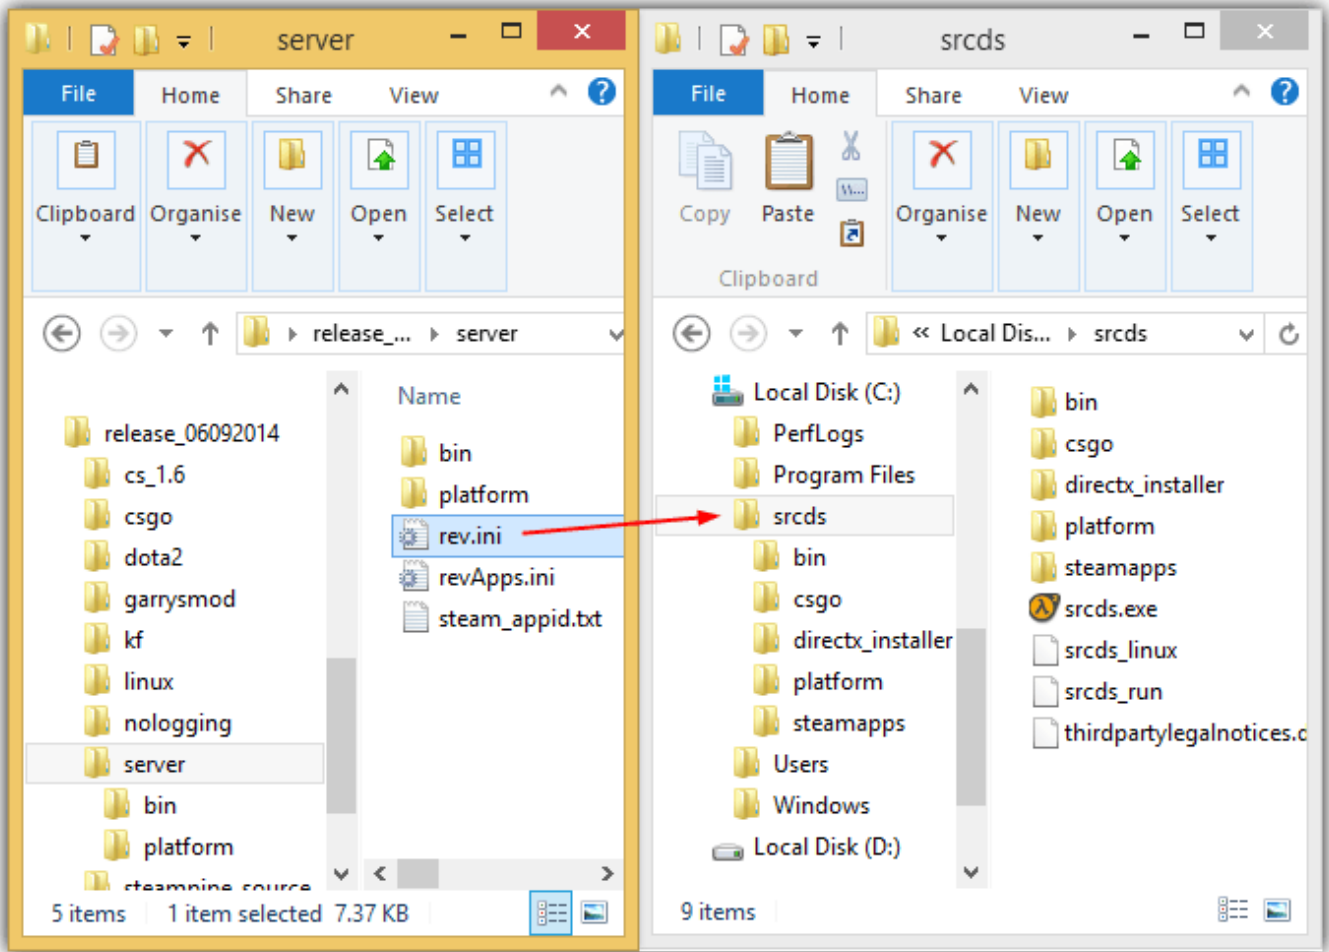 server
File Home Share View
Clipboard Organise New Open Select
release_... server
release_06092014
cs_1.6
csgo
dota2
garrysmod
kf
linux
nologging
server
bin
platform
steampipe_source
Name
bin
platform
rev.ini
revApps.ini
steam_appid.txt
5 items 1 item selected 7.37 KB
srcds
File Home Share View
Copy Paste Organise New Open Select
Clipboard
« Local Dis... srcds
Local Disk (C:)
PerfLogs
Program Files
srcds
bin
csgo
directx_installer
platform
steamapps
Users
Windows
Local Disk (D:)
bin
csgo
directx_installer
platform
steamapps
srcds.exe
srcds_linux
srcds_run
thirdpartylegalnotices.d
9 items